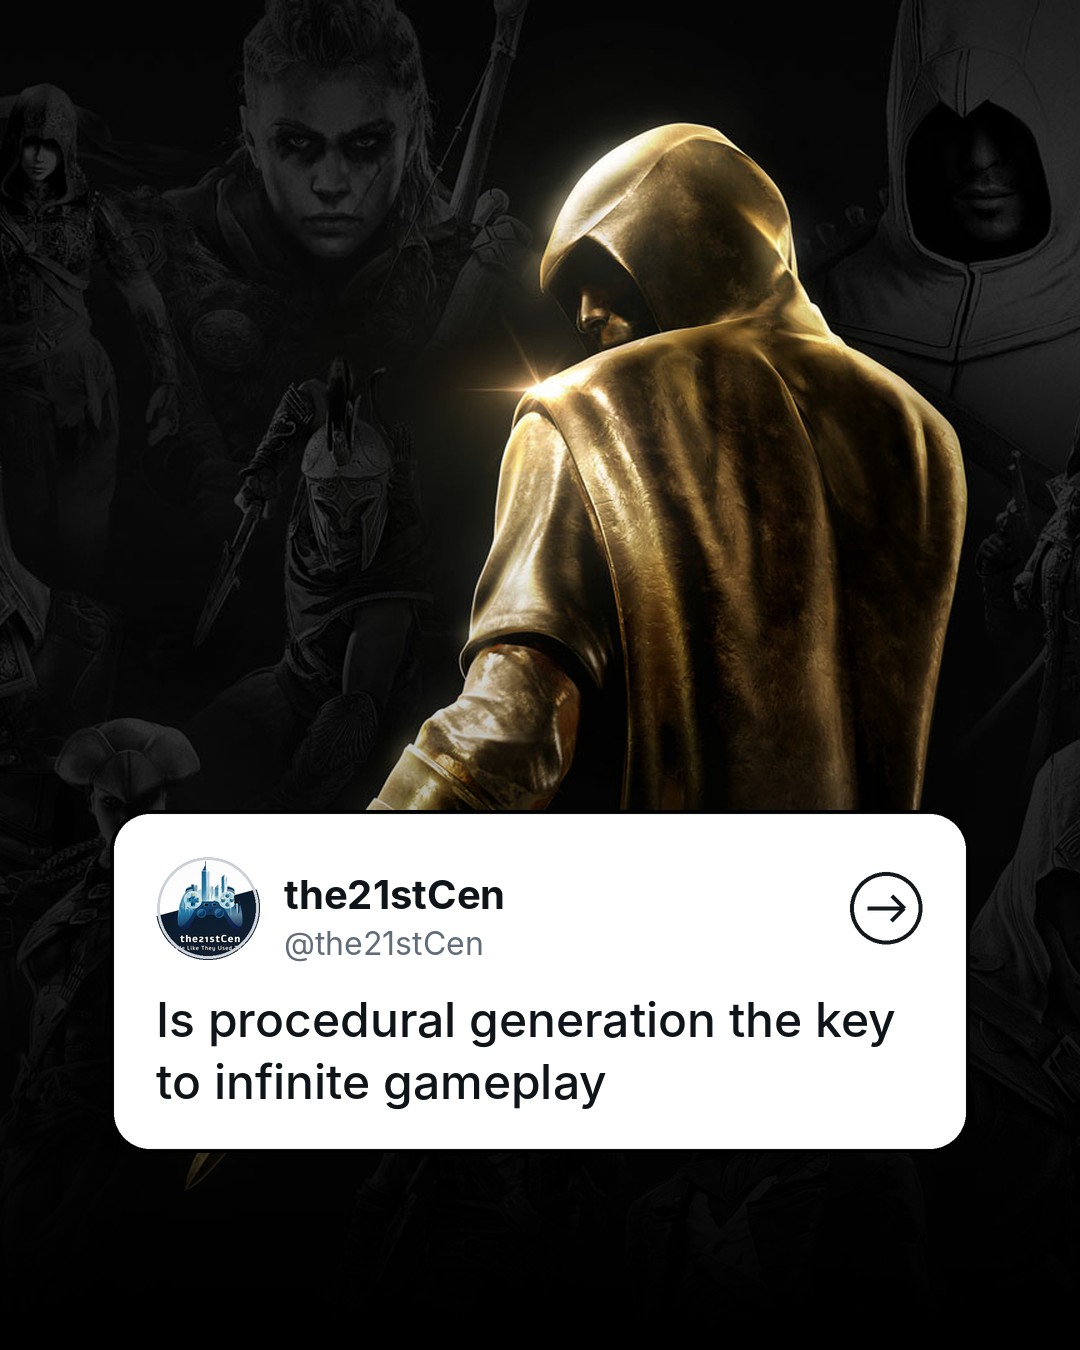 the21stCen
@the21stCen
the21stCen
Is procedural generation the key
to infinite gameplay